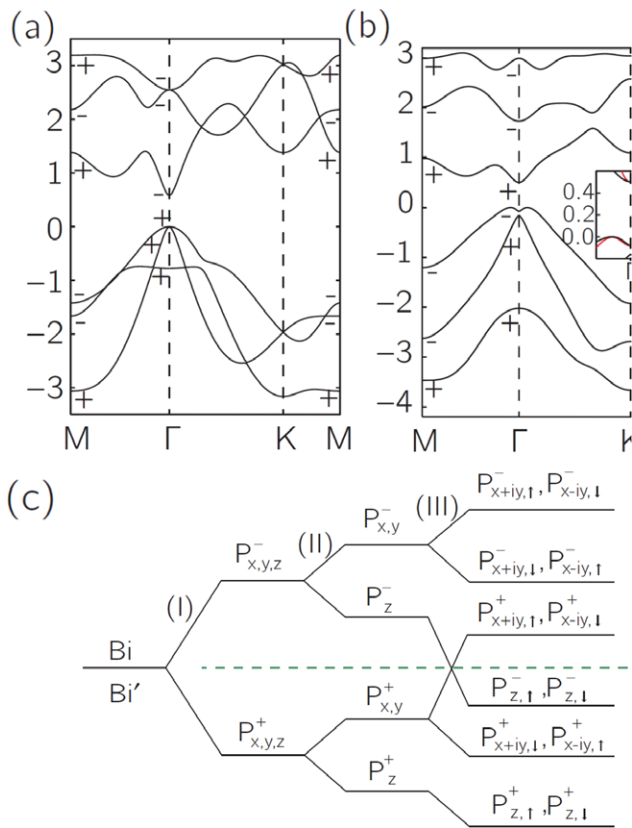 (a)
(b)
3
2
1
0
−1
−2
−3
M Γ K M
3
2
1
0
−1
−2
−3
−4
M Γ K
0.4
0.2
0.0
+ - - + - - + - + + + - - + + - + - - +
+ - - - + + - - - + - + +
(c)
Bi
Bi′
(I)
(II)
(III)
P⁻x,y,z
P⁺x,y,z
P⁻x,y
P⁻z
P⁺x,y
P⁺z
P⁻x+iy,↑, P⁻x-iy,↓
P⁻x+iy,↓, P⁻x-iy,↑
P⁺x+iy,↑, P⁺x-iy,↓
P⁻z,↑, P⁻z,↓
P⁺x+iy,↓, P⁺x-iy,↑
P⁺z,↑, P⁺z,↓